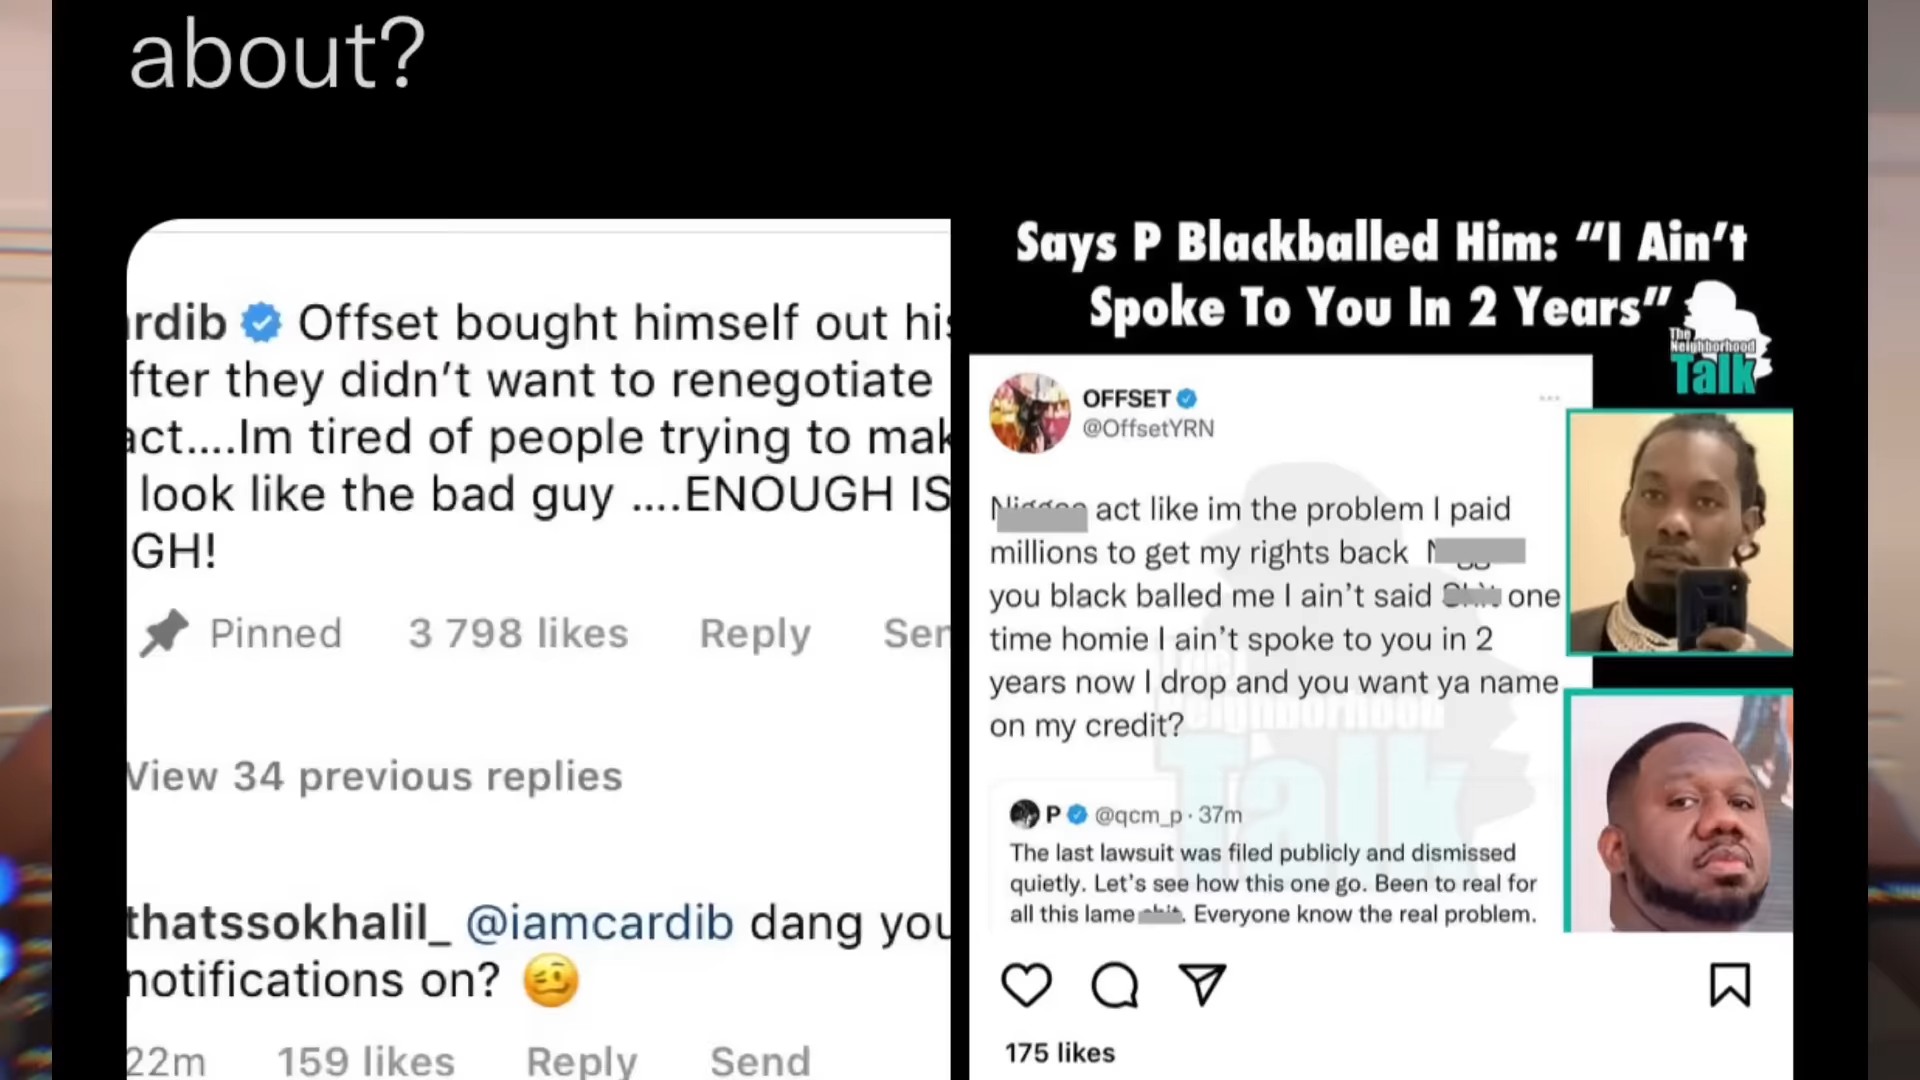 about?
rdib Offset bought himself out his
fter they didn't want to renegotiate
act....Im tired of people trying to mak
look like the bad guy ....ENOUGH IS
GH!
Pinned 3 798 likes Reply Sen
View 34 previous replies
thatssokhalil_ @iamcardib dang you
notifications on?
22m 159 likes Reply Send
Says P Blackballed Him: “I Ain’t
Spoke To You In 2 Years”
The
Neighborhood
Talk
OFFSET
@OffsetYRN
act like im the problem I paid
millions to get my rights back
you black balled me I ain't said one
time homie I ain't spoke to you in 2
years now I drop and you want ya name
on my credit?
P @qcm_p · 37m
The last lawsuit was filed publicly and dismissed
quietly. Let's see how this one go. Been to real for
all this lame . Everyone know the real problem.
175 likes